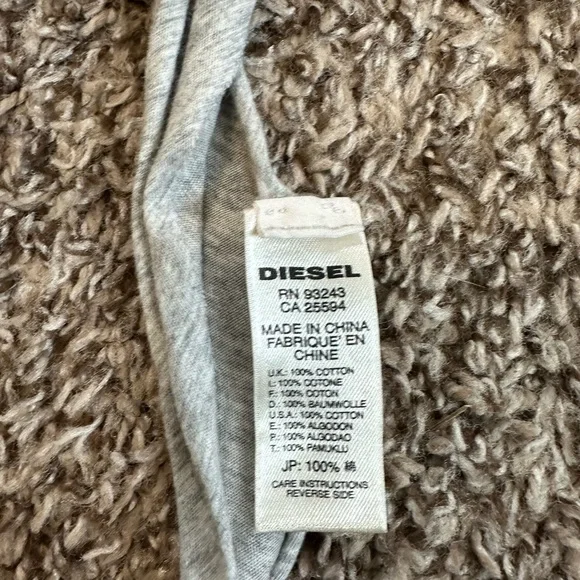 DIESEL
RN 93243
CA 25594
MADE IN CHINA
FABRIQUE' EN
CHINE
U.K.: 100% COTTON
I.: 100% COTONE
F.: 100% COTON
D.: 100% BAUMWOLLE
U.S.A.: 100% COTTON
E.: 100% ALGODON
P.: 100% ALGODAO
T.: 100% PAMUKLU
JP: 100% 綿
CARE INSTRUCTIONS
REVERSE SIDE